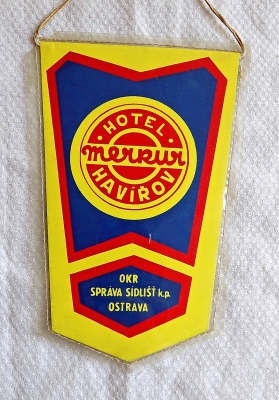 HOTEL
merkur
HAVÍŘOV
OKR
SPRÁVA SÍDLIŠŤ k.p.
OSTRAVA